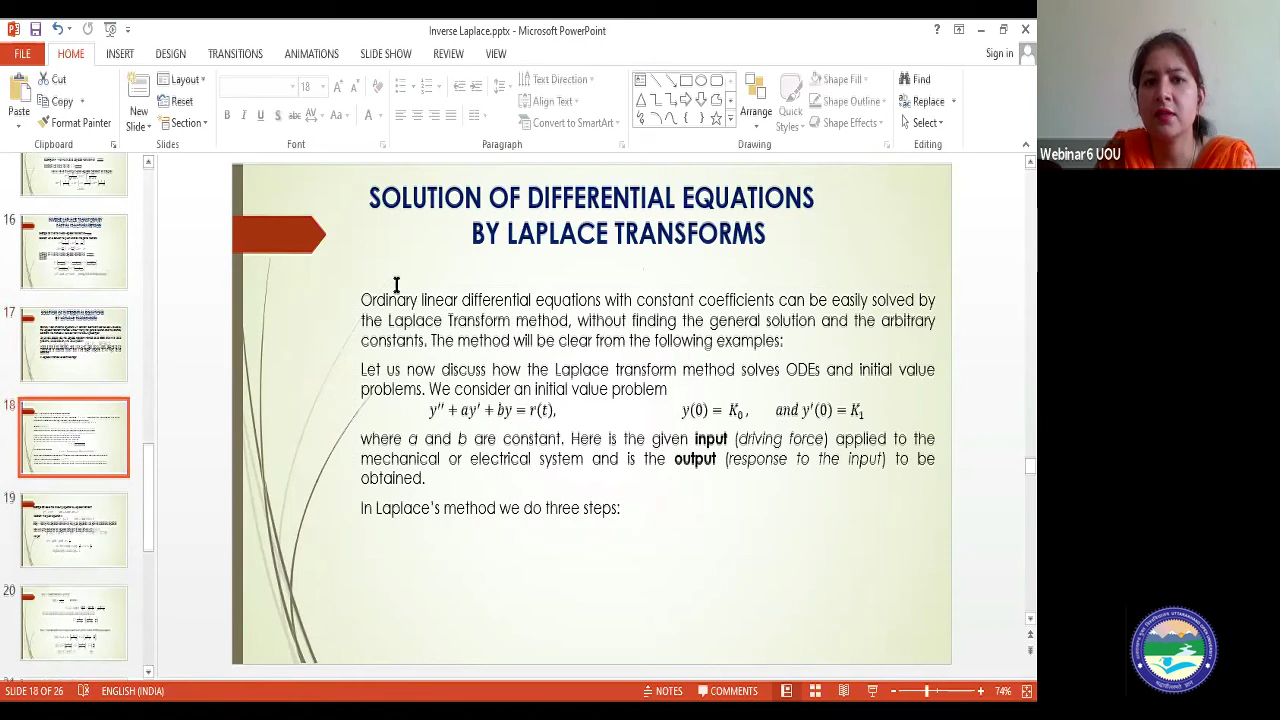 Inverse Laplace.pptx - Microsoft PowerPoint
Sign in
FILE HOME INSERT DESIGN TRANSITIONS ANIMATIONS SLIDE SHOW REVIEW VIEW
Paste
Cut
Copy
Format Painter
Clipboard
New Slide
Layout
Reset
Section
Slides
18
Font
Text Direction
Align Text
Convert to SmartArt
Paragraph
Arrange
Quick Styles
Shape Fill
Shape Outline
Shape Effects
Drawing
Find
Replace
Select
Editing
Webinar6 UOU
16
17
18
19
20
SOLUTION OF DIFFERENTIAL EQUATIONS
BY LAPLACE TRANSFORMS
Ordinary linear differential equations with constant coefficients can be easily solved by
the Laplace Transform method, without finding the general solution and the arbitrary
constants. The method will be clear from the following examples:
Let us now discuss how the Laplace transform method solves ODEs and initial value
problems. We consider an initial value problem
y′′ + ay′ + by = r(t), y(0) = K₀, and y′(0) = K₁
where a and b are constant. Here is the given input (driving force) applied to the
mechanical or electrical system and is the output (response to the input) to be
obtained.
In Laplace's method we do three steps:
SLIDE 18 OF 26 ENGLISH (INDIA) NOTES COMMENTS 74%